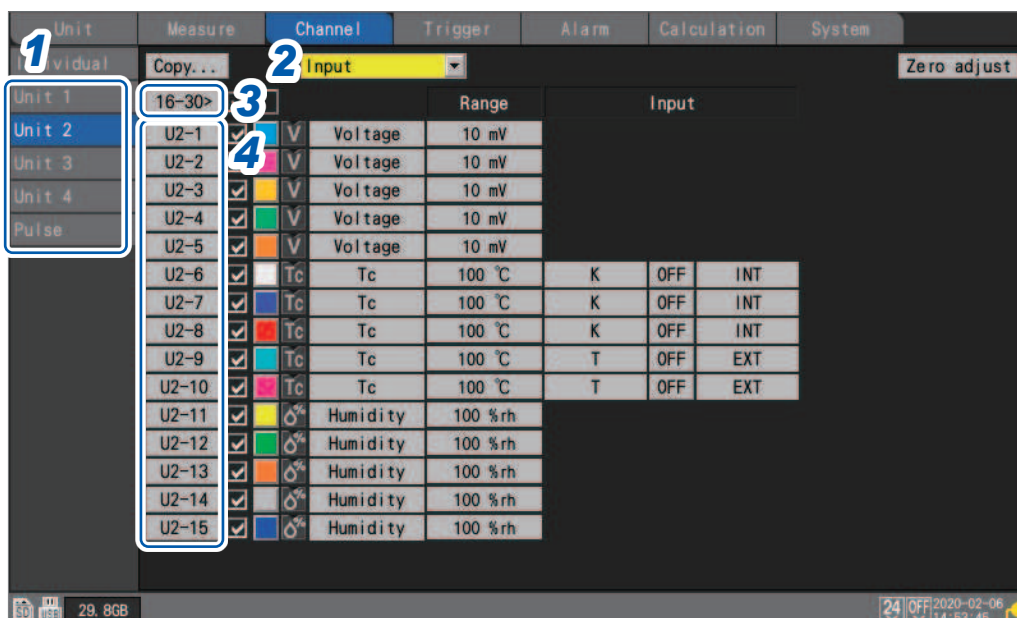 Unit Measure Channel Trigger Alarm Calculation System
1 vidual Copy... 2 Input Zero adjust
Unit 1 16-30> 3 Range Input
Unit 2 U2-1 V Voltage 10 mV
4 U2-2 V Voltage 10 mV
Unit 3 U2-3 V Voltage 10 mV
Unit 4 U2-4 V Voltage 10 mV
Pulse U2-5 V Voltage 10 mV
U2-6 Tc Tc 100 ℃ K OFF INT
U2-7 Tc Tc 100 ℃ K OFF INT
U2-8 Tc Tc 100 ℃ K OFF INT
U2-9 Tc Tc 100 ℃ T OFF EXT
U2-10 Tc Tc 100 ℃ T OFF EXT
U2-11 % Humidity 100 %rh
U2-12 % Humidity 100 %rh
U2-13 % Humidity 100 %rh
U2-14 % Humidity 100 %rh
U2-15 % Humidity 100 %rh
SD USB 29.8GB 24 OFF 2020-02-06